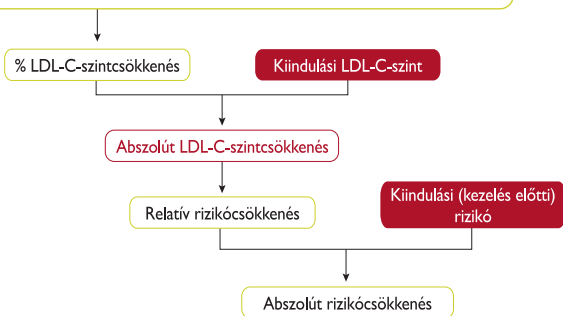 % LDL-C-szintcsökkenés
Kiindulási LDL-C-szint
Abszolút LDL-C-szintcsökkenés
Relatív rizikócsökkenés
Kiindulási (kezelés előtti)
rizikó
Abszolút rizikócsökkenés